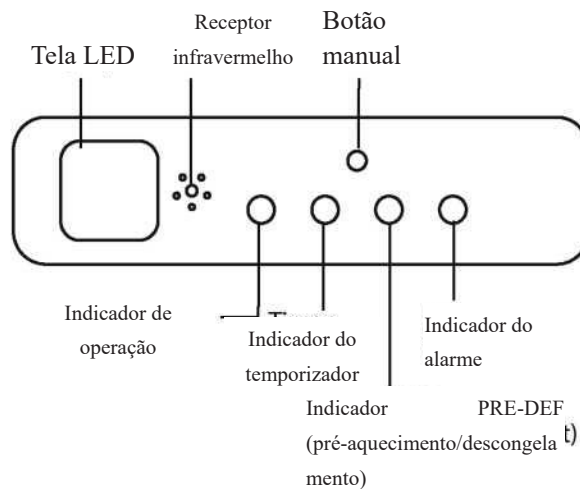 Tela LED
Receptor
infravermelho
Botão
manual
Indicador de
operação
Indicador do
temporizador
Indicador do
alarme
Indicador PRE-DEF
(pré-aquecimento/descongela
mento)